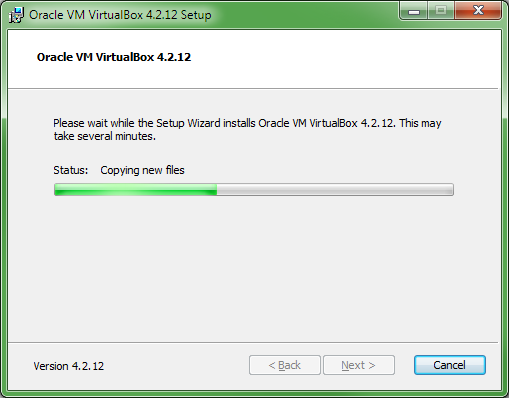 Oracle VM VirtualBox 4.2.12 Setup
Oracle VM VirtualBox 4.2.12
Please wait while the Setup Wizard installs Oracle VM VirtualBox 4.2.12. This may
take several minutes.
Status: Copying new files
Version 4.2.12 < Back Next > Cancel